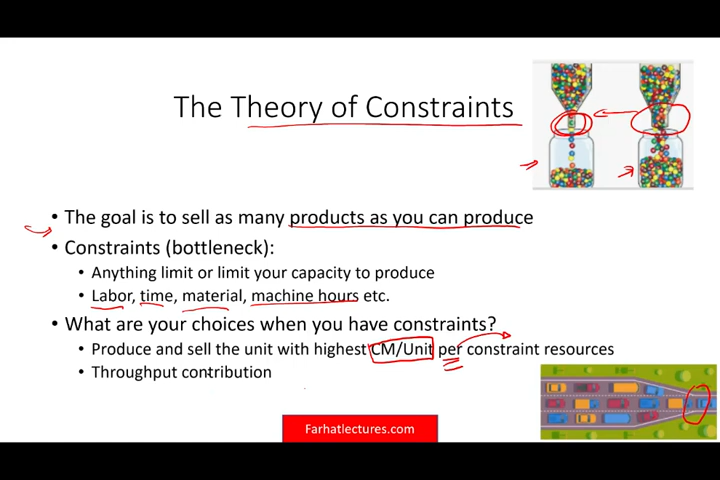 The Theory of Constraints
• The goal is to sell as many products as you can produce
• Constraints (bottleneck):
• Anything limit or limit your capacity to produce
• Labor, time, material, machine hours etc.
• What are your choices when you have constraints?
• Produce and sell the unit with highest CM/Unit per constraint resources
• Throughput contribution
Farhatlectures.com